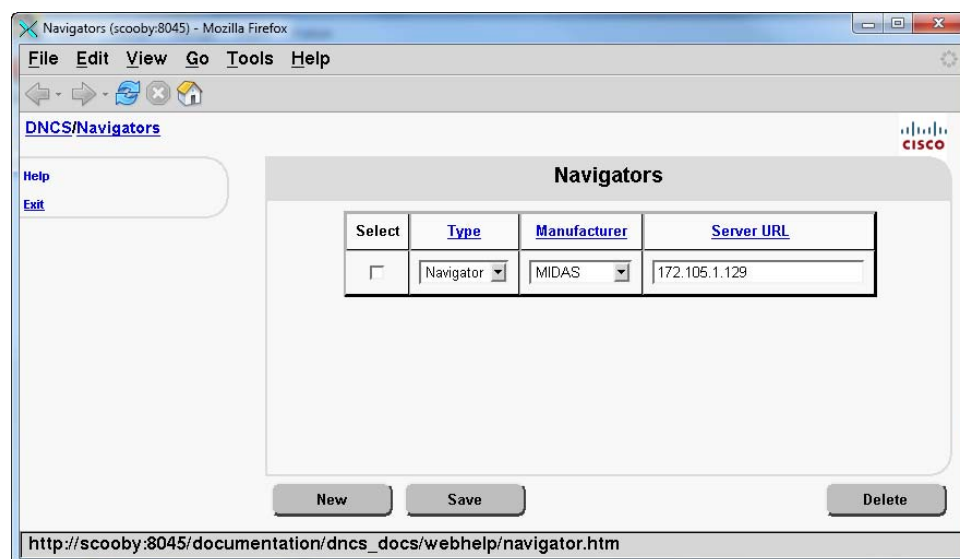 Navigators (scooby:8045) - Mozilla Firefox
File Edit View Go Tools Help
DNCS/Navigators
CISCO
Help
Exit
Navigators
Select Type Manufacturer Server URL
Navigator MIDAS 172.105.1.129
New Save Delete
http://scooby:8045/documentation/dncs_docs/webhelp/navigator.htm